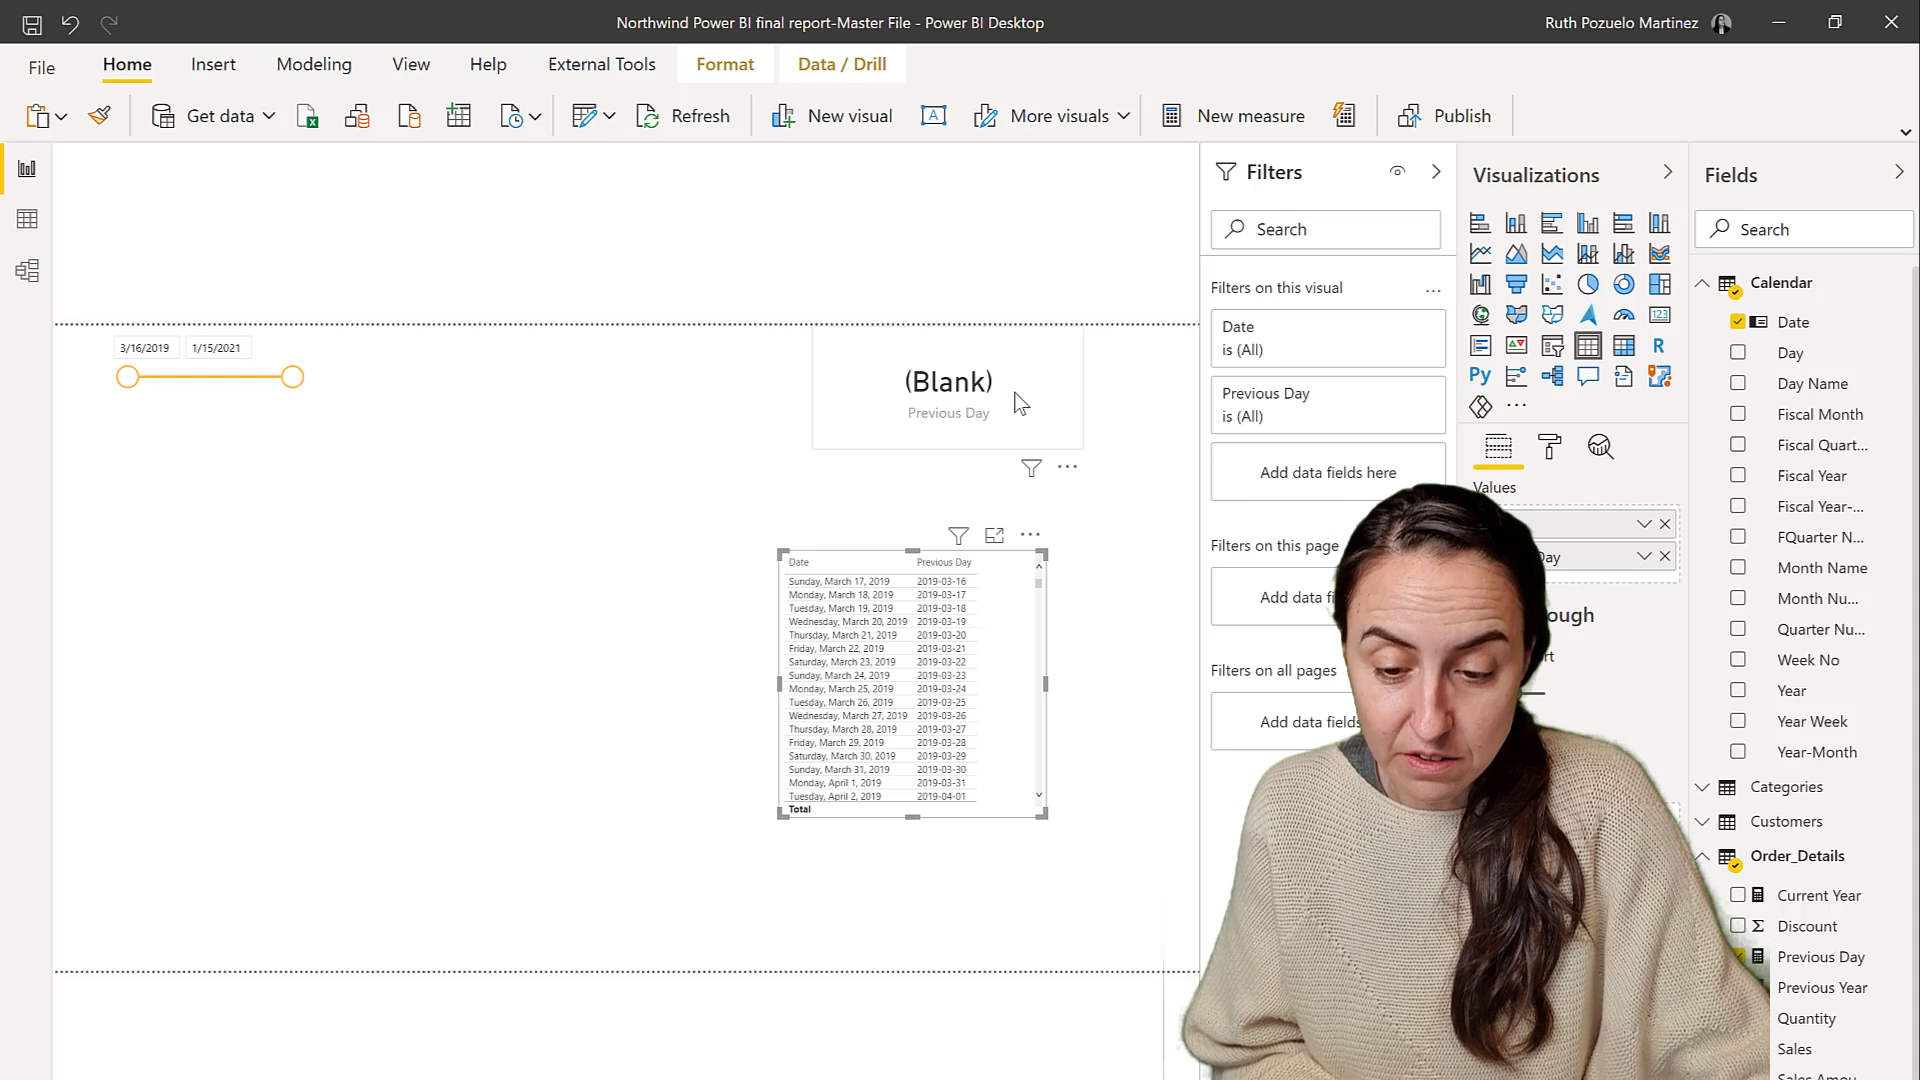 Northwind Power BI final report-Master File - Power BI Desktop
Ruth Pozuelo Martinez
File
Home
Insert
Modeling
View
Help
External Tools
Format
Data / Drill
Get data
Refresh
New visual
More visuals
New measure
Publish
3/16/2019
1/15/2021
(Blank)
Previous Day
Date Previous Day
Sunday, March 17, 2019 2019-03-16
Monday, March 18, 2019 2019-03-17
Tuesday, March 19, 2019 2019-03-18
Wednesday, March 20, 2019 2019-03-19
Thursday, March 21, 2019 2019-03-20
Friday, March 22, 2019 2019-03-21
Saturday, March 23, 2019 2019-03-22
Sunday, March 24, 2019 2019-03-23
Monday, March 25, 2019 2019-03-24
Tuesday, March 26, 2019 2019-03-25
Wednesday, March 27, 2019 2019-03-26
Thursday, March 28, 2019 2019-03-27
Friday, March 29, 2019 2019-03-28
Saturday, March 30, 2019 2019-03-29
Sunday, March 31, 2019 2019-03-30
Monday, April 1, 2019 2019-03-31
Tuesday, April 2, 2019 2019-04-01
Total
Filters
Search
Filters on this visual
Date
is (All)
Previous Day
is (All)
Add data fields here
Filters on this page
Add data
Filters on all pages
Add data fields
Visualizations
123
R
Py
Values
Day
Fields
Search
Calendar
Date
Day
Day Name
Fiscal Month
Fiscal Quart...
Fiscal Year
Fiscal Year-...
FQuarter N...
Month Name
Month Nu...
Quarter Nu...
Week No
Year
Year Week
Year-Month
Categories
Customers
Order_Details
Current Year
Discount
Previous Day
Previous Year
Quantity
Sales